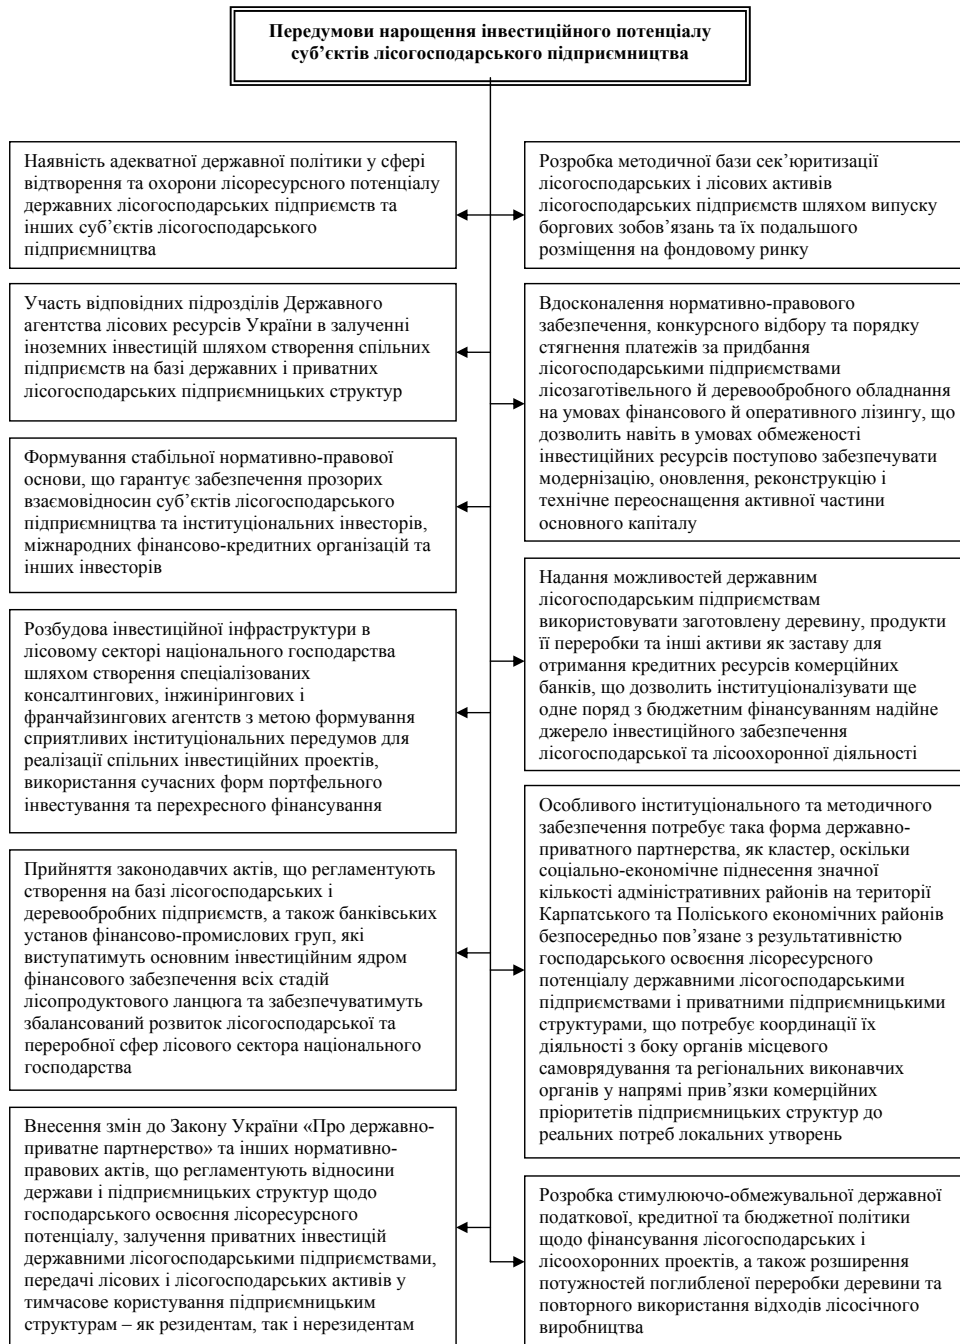 Передумови нарощення інвестиційного потенціалу
суб’єктів лісогосподарського підприємництва
Наявність адекватної державної політики у сфері
відтворення та охорони лісоресурсного потенціалу
державних лісогосподарських підприємств та
інших суб’єктів лісогосподарського
підприємництва
Участь відповідних підрозділів Державного
агентства лісових ресурсів України в залученні
іноземних інвестицій шляхом створення спільних
підприємств на базі державних і приватних
лісогосподарських підприємницьких структур
Формування стабільної нормативно-правової
основи, що гарантує забезпечення прозорих
взаємовідносин суб’єктів лісогосподарського
підприємництва та інституціональних інвесторів,
міжнародних фінансово-кредитних організацій та
інших інвесторів
Розбудова інвестиційної інфраструктури в
лісовому секторі національного господарства
шляхом створення спеціалізованих
консалтингових, інжинірингових і
франчайзингових агентств з метою формування
сприятливих інституціональних передумов для
реалізації спільних інвестиційних проектів,
використання сучасних форм портфельного
інвестування та перехресного фінансування
Прийняття законодавчих актів, що регламентують
створення на базі лісогосподарських і
деревообробних підприємств, а також банківських
установ фінансово-промислових груп, які
виступатимуть основним інвестиційним ядром
фінансового забезпечення всіх стадій
лісопродуктового ланцюга та забезпечуватимуть
збалансований розвиток лісогосподарської та
переробної сфер лісового сектора національного
господарства
Внесення змін до Закону України «Про державно-
приватне партнерство» та інших нормативно-
правових актів, що регламентують відносини
держави і підприємницьких структур щодо
господарського освоєння лісоресурсного
потенціалу, залучення приватних інвестицій
державними лісогосподарськими підприємствами,
передачі лісових і лісогосподарських активів у
тимчасове користування підприємницьким
структурам – як резидентам, так і нерезидентам
Розробка методичної бази сек’юритизації
лісогосподарських і лісових активів
лісогосподарських підприємств шляхом випуску
боргових зобов’язань та їх подальшого
розміщення на фондовому ринку
Вдосконалення нормативно-правового
забезпечення, конкурсного відбору та порядку
стягнення платежів за придбання
лісогосподарськими підприємствами
лісозаготівельного й деревообробного обладнання
на умовах фінансового й оперативного лізингу, що
дозволить навіть в умовах обмеженості
інвестиційних ресурсів поступово забезпечувати
модернізацію, оновлення, реконструкцію і
технічне переоснащення активної частини
основного капіталу
Надання можливостей державним
лісогосподарським підприємствам
використовувати заготовлену деревину, продукти
її переробки та інші активи як заставу для
отримання кредитних ресурсів комерційних
банків, що дозволить інституціоналізувати ще
одне поряд з бюджетним фінансуванням надійне
джерело інвестиційного забезпечення
лісогосподарської та лісоохоронної діяльності
Особливого інституціонального та методичного
забезпечення потребує така форма державно-
приватного партнерства, як кластер, оскільки
соціально-економічне піднесення значної
кількості адміністративних районів на території
Карпатського та Поліського економічних районів
безпосередньо пов’язане з результативністю
господарського освоєння лісоресурсного
потенціалу державними лісогосподарськими
підприємствами і приватними підприємницькими
структурами, що потребує координації їх
діяльності з боку органів місцевого
самоврядування та регіональних виконавчих
органів у напрямі прив’язки комерційних
пріоритетів підприємницьких структур до
реальних потреб локальних утворень
Розробка стимулюючо-обмежувальної державної
податкової, кредитної та бюджетної політики
щодо фінансування лісогосподарських і
лісоохоронних проектів, а також розширення
потужностей поглибленої переробки деревини та
повторного використання відходів лісосічного
виробництва